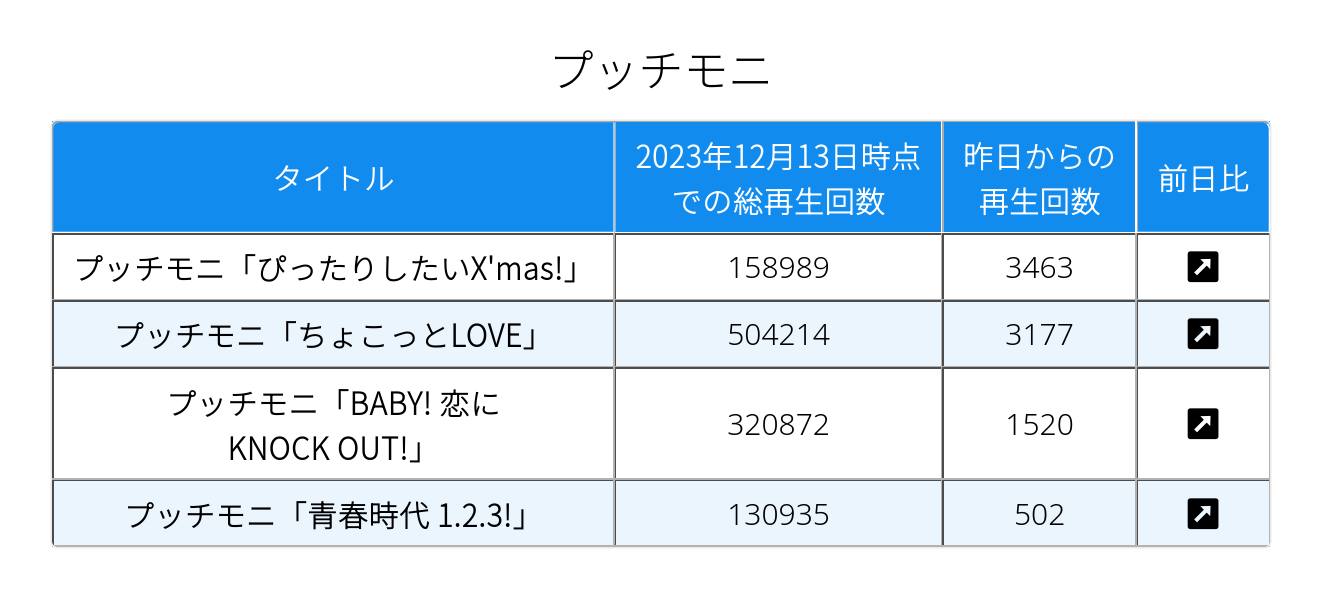 プッチモニ
タイトル
2023年12月13日時点
での総再生回数
昨日からの
再生回数
前日比
プッチモニ「ぴったりしたいX'mas!」
158989
3463
プッチモニ「ちょこっとLOVE」
504214
3177
プッチモニ「BABY! 恋に
KNOCK OUT!」
320872
1520
プッチモニ「青春時代 1.2.3!」
130935
502